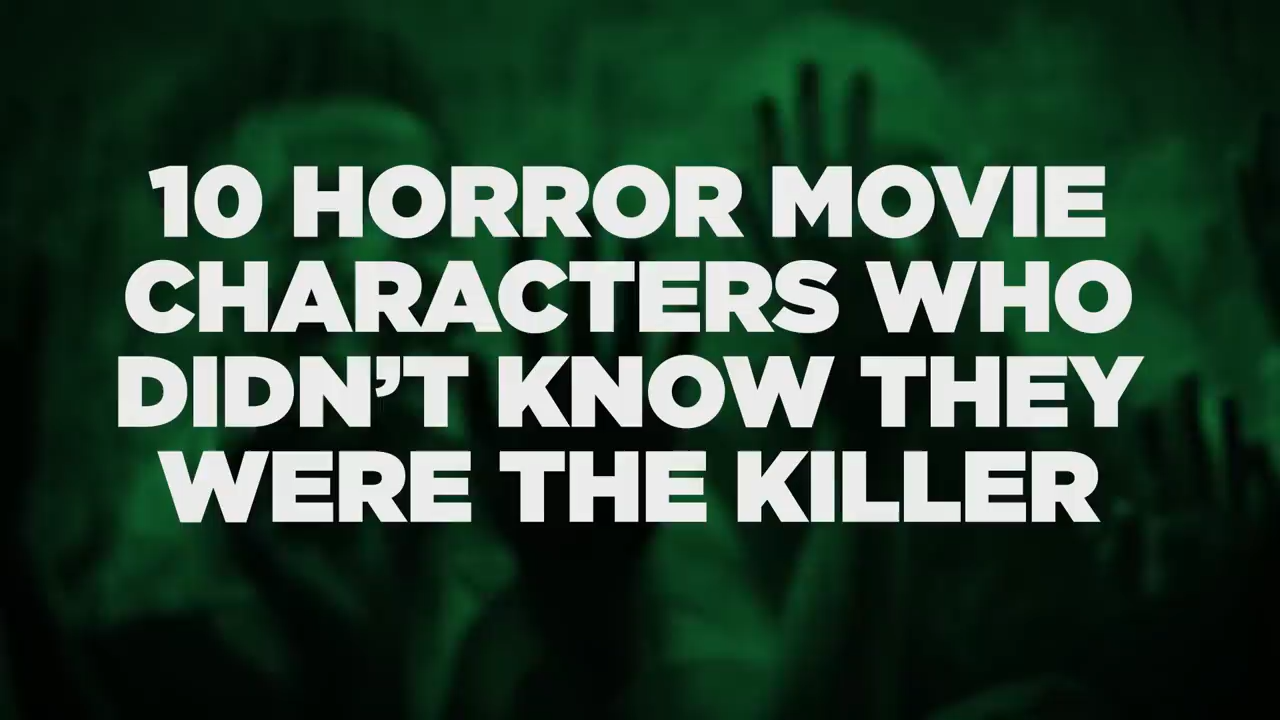 10 HORROR MOVIE
CHARACTERS WHO
DIDN’T KNOW THEY
WERE THE KILLER